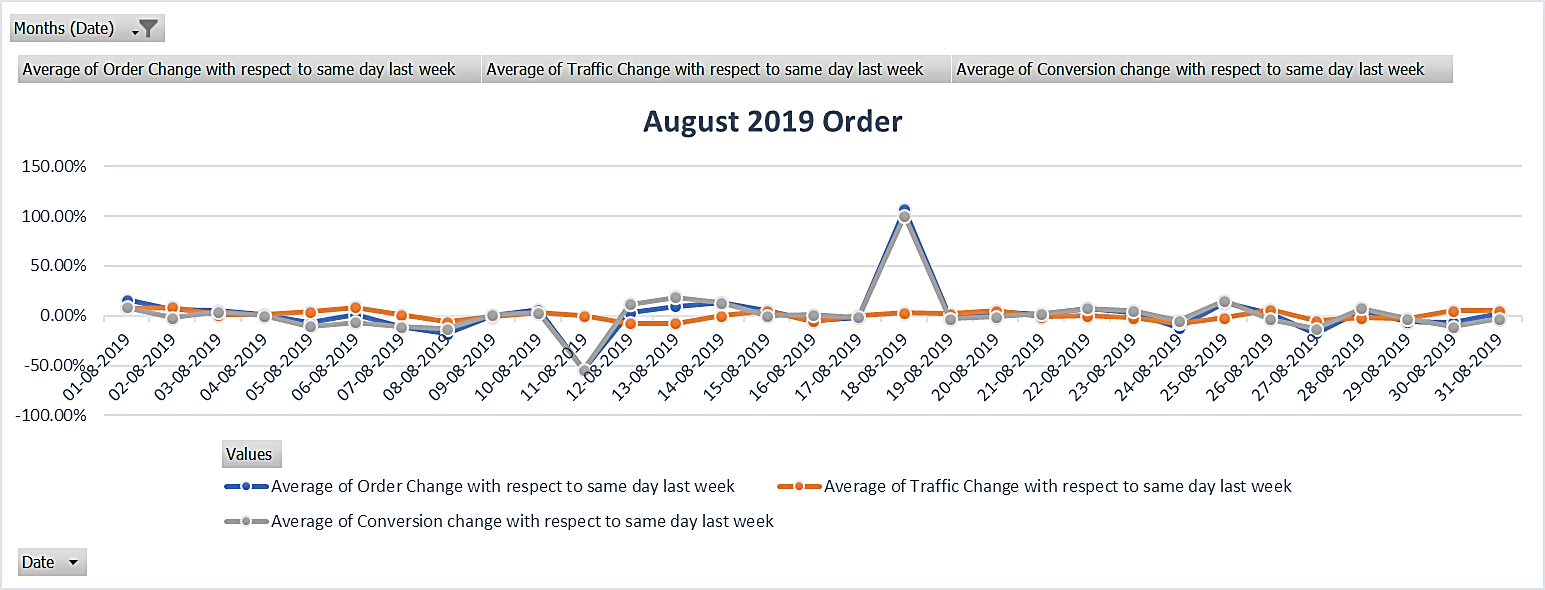 Months (Date)
Average of Order Change with respect to same day last week Average of Traffic Change with respect to same day last week Average of Conversion change with respect to same day last week
August 2019 Order
150.00%
100.00%
50.00%
0.00%
-50.00%
-100.00%
01-08-2019 02-08-2019 03-08-2019 04-08-2019 05-08-2019 06-08-2019 07-08-2019 08-08-2019 09-08-2019 10-08-2019 11-08-2019 12-08-2019 13-08-2019 14-08-2019 15-08-2019 16-08-2019 17-08-2019 18-08-2019 19-08-2019 20-08-2019 21-08-2019 22-08-2019 23-08-2019 24-08-2019 25-08-2019 26-08-2019 27-08-2019 28-08-2019 29-08-2019 30-08-2019 31-08-2019
Values
Average of Order Change with respect to same day last week Average of Traffic Change with respect to same day last week
Average of Conversion change with respect to same day last week
Date